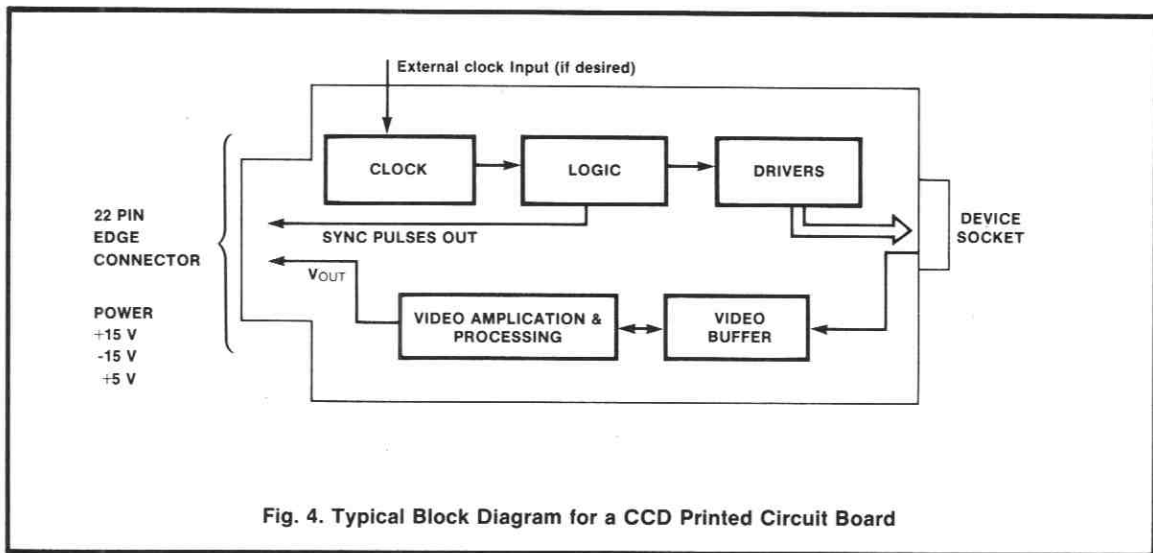 External clock Input (if desired)
CLOCK
LOGIC
DRIVERS
22 PIN
EDGE
CONNECTOR
POWER
+15 V
-15 V
+5 V
SYNC PULSES OUT
VOUT
DEVICE
SOCKET
VIDEO AMPLICATION &
PROCESSING
VIDEO
BUFFER
Fig. 4. Typical Block Diagram for a CCD Printed Circuit Board